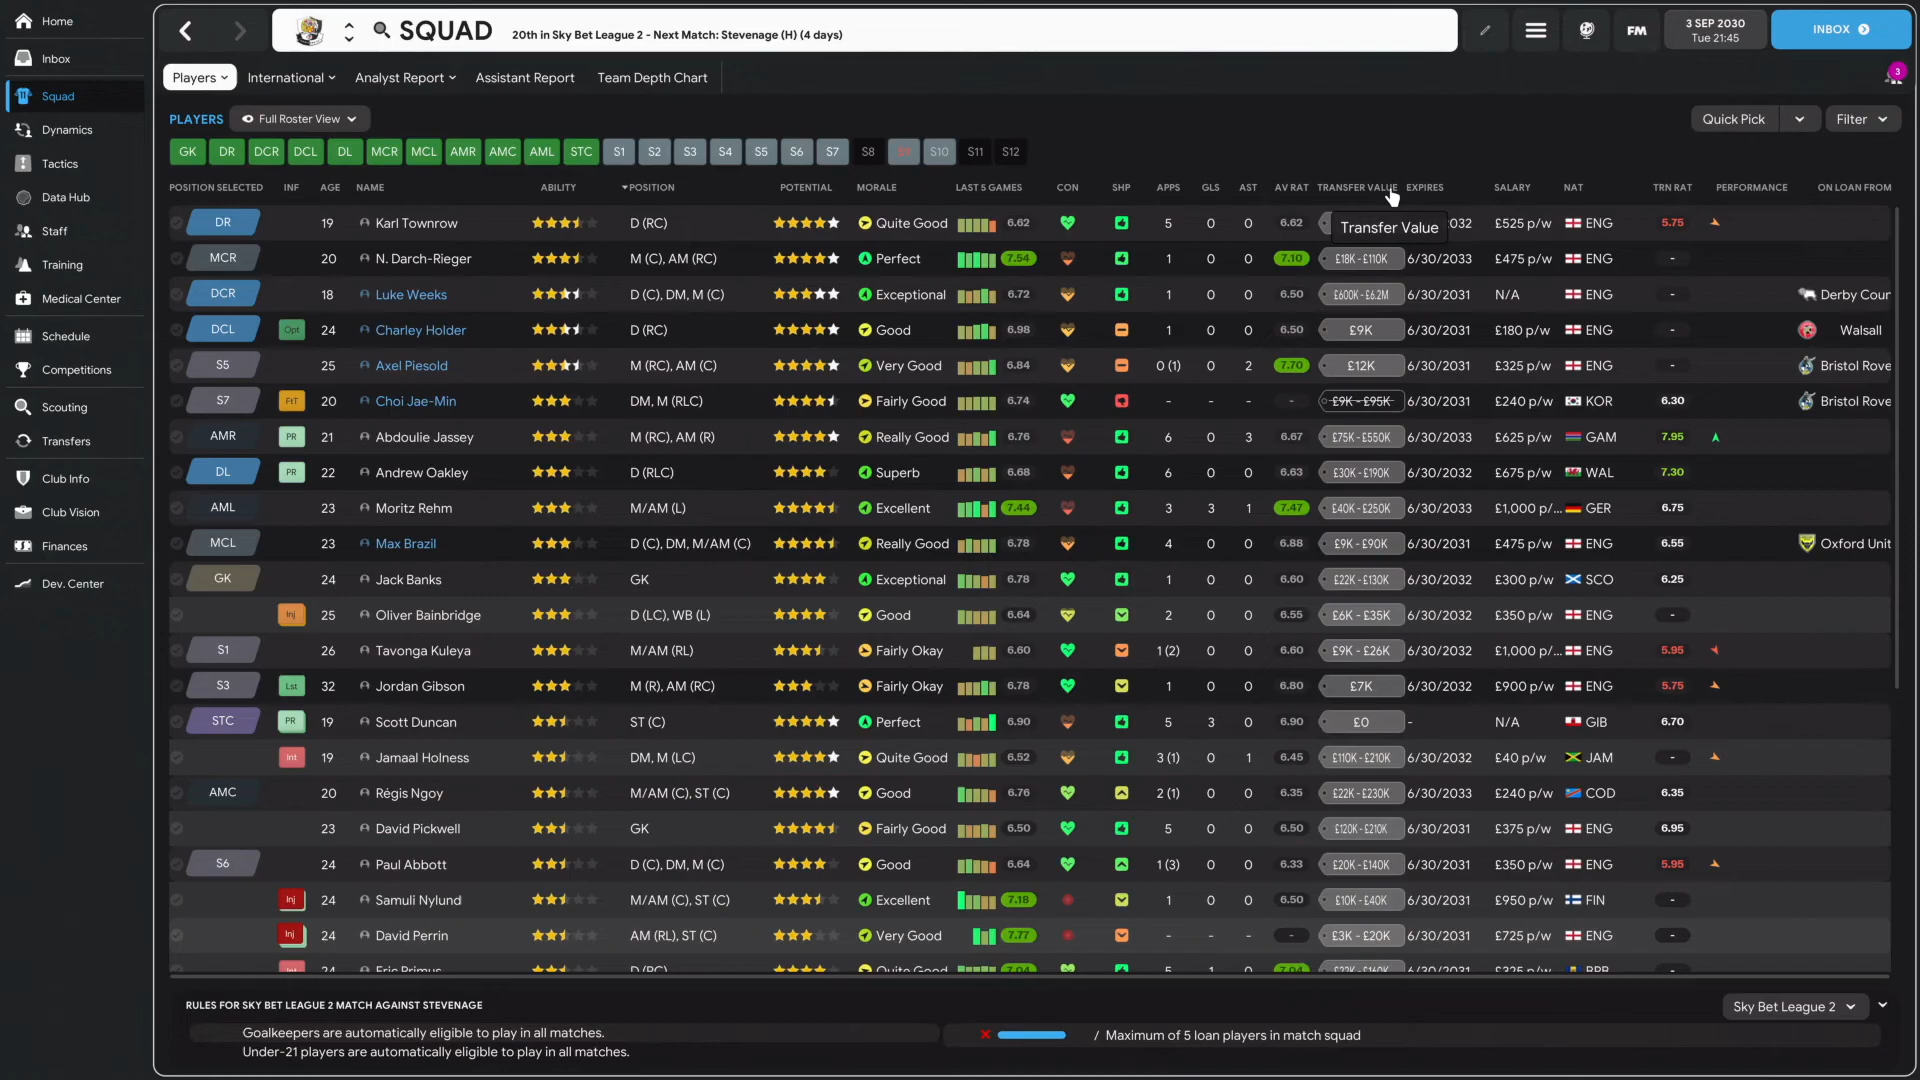 Home
Inbox
Squad
Dynamics
Tactics
Data Hub
Staff
Training
Medical Center
Schedule
Competitions
Scouting
Transfers
Club Info
Club Vision
Finances
Dev. Center
SQUAD 20th in Sky Bet League 2 - Next Match: Stevenage (H) (4 days)
FM
3 SEP 2030
Tue 21:45
INBOX
Players International Analyst Report Assistant Report Team Depth Chart 3
PLAYERS Full Roster View Quick Pick Filter
GK DR DCR DCL DL MCR MCL AMR AMC AML STC S1 S2 S3 S4 S5 S6 S7 S8 S9 S10 S11 S12
POSITION SELECTED INF AGE NAME ABILITY POSITION POTENTIAL MORALE LAST 5 GAMES CON SHP APPS GLS AST AV RAT TRANSFER VALUE EXPIRES SALARY NAT TRN RAT PERFORMANCE ON LOAN FROM
DR 19 Karl Townrow D (RC) Quite Good 6.62 5 0 0 6.62 032 £525 p/w ENG 5.75
Transfer Value
MCR 20 N. Darch-Rieger M (C), AM (RC) Perfect 7.54 1 0 0 7.10 £18K - £110K 6/30/2033 £475 p/w ENG -
DCR 18 Luke Weeks D (C), DM, M (C) Exceptional 6.72 1 0 0 6.50 £600K - £6.2M 6/30/2031 N/A ENG - Derby Coun
DCL Opt 24 Charley Holder D (RC) Good 6.98 1 0 0 6.50 £9K 6/30/2031 £180 p/w ENG - Walsall
S5 25 Axel Piesold M (RC), AM (C) Very Good 6.84 0 (1) 0 2 7.70 £12K 6/30/2031 £325 p/w ENG - Bristol Rove
S7 FtT 20 Choi Jae-Min DM, M (RLC) Fairly Good 6.74 - - - - £9K - £95K 6/30/2031 £240 p/w KOR 6.30 Bristol Rove
AMR PR 21 Abdoulie Jassey M (RC), AM (R) Really Good 6.76 6 0 3 6.67 £75K - £550K 6/30/2033 £625 p/w GAM 7.95
DL PR 22 Andrew Oakley D (RLC) Superb 6.68 6 0 0 6.63 £30K - £190K 6/30/2032 £675 p/w WAL 7.30
AML 23 Moritz Rehm M/AM (L) Excellent 7.44 3 3 1 7.47 £40K - £250K 6/30/2033 £1,000 p/... GER 6.75
MCL 23 Max Brazil D (C), DM, M/AM (C) Really Good 6.78 4 0 0 6.88 £9K - £90K 6/30/2031 £475 p/w ENG 6.55 Oxford Unit
GK 24 Jack Banks GK Exceptional 6.78 1 0 0 6.60 £22K - £130K 6/30/2032 £300 p/w SCO 6.25
Inj 25 Oliver Bainbridge D (LC), WB (L) Good 6.64 2 0 0 6.55 £6K - £35K 6/30/2032 £350 p/w ENG -
S1 26 Tavonga Kuleya M/AM (RL) Fairly Okay 6.60 1 (2) 0 0 6.60 £9K - £26K 6/30/2032 £1,000 p/... ENG 5.95
S3 Lst 32 Jordan Gibson M (R), AM (RC) Fairly Okay 6.78 1 0 0 6.80 £7K 6/30/2032 £900 p/w ENG 5.75
STC PR 19 Scott Duncan ST (C) Perfect 6.90 5 3 0 6.90 £0 - N/A GIB 6.70
Int 19 Jamaal Holness DM, M (LC) Quite Good 6.52 3 (1) 0 1 6.45 £110K - £210K 6/30/2032 £40 p/w JAM -
AMC 20 Régis Ngoy M/AM (C), ST (C) Good 6.76 2 (1) 0 0 6.35 £22K - £230K 6/30/2033 £240 p/w COD 6.35
23 David Pickwell GK Fairly Good 6.50 5 0 0 6.50 £120K - £210K 6/30/2031 £375 p/w ENG 6.95
S6 24 Paul Abbott D (C), DM, M (C) Good 6.64 1 (3) 0 0 6.33 £20K - £140K 6/30/2031 £350 p/w ENG 5.95
Inj 24 Samuli Nylund M/AM (C), ST (C) Excellent 7.18 1 0 0 6.50 £10K - £40K 6/30/2031 £950 p/w FIN -
Inj 24 David Perrin AM (RL), ST (C) Very Good 7.77 - - - - £3K - £20K 6/30/2031 £725 p/w ENG -
Int 24 Eric Primus D (RC) Quite Good 7.04 5 1 0 7.04 £22K - £160K 6/30/2031 £325 p/w BRB
RULES FOR SKY BET LEAGUE 2 MATCH AGAINST STEVENAGE Sky Bet League 2
Goalkeepers are automatically eligible to play in all matches. / Maximum of 5 loan players in match squad
Under-21 players are automatically eligible to play in all matches.